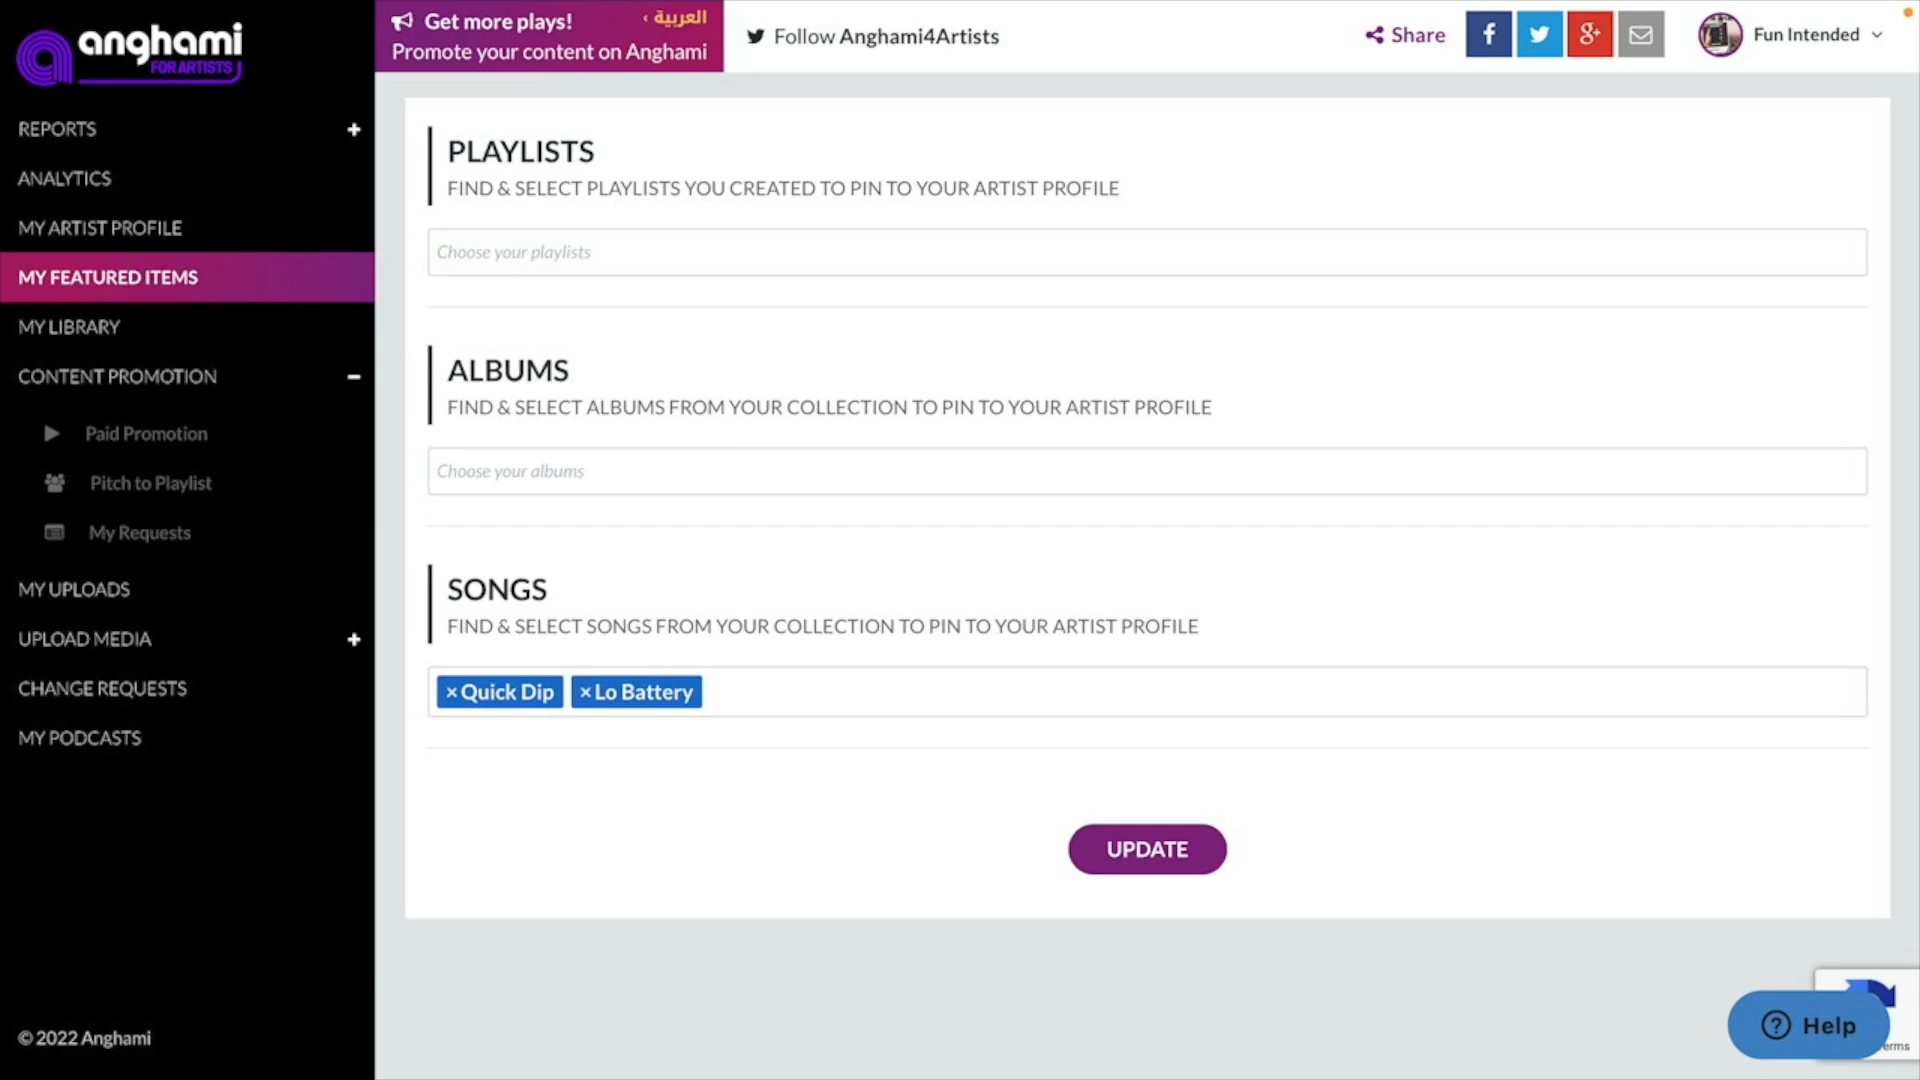 anghami
FOR ARTISTS
REPORTS
ANALYTICS
MY ARTIST PROFILE
MY FEATURED ITEMS
MY LIBRARY
CONTENT PROMOTION
Paid Promotion
Pitch to Playlist
My Requests
MY UPLOADS
UPLOAD MEDIA
CHANGE REQUESTS
MY PODCASTS
© 2022 Anghami
Get more plays!
العربية ›
Promote your content on Anghami
Follow Anghami4Artists
Share
Fun Intended
PLAYLISTS
FIND & SELECT PLAYLISTS YOU CREATED TO PIN TO YOUR ARTIST PROFILE
Choose your playlists
ALBUMS
FIND & SELECT ALBUMS FROM YOUR COLLECTION TO PIN TO YOUR ARTIST PROFILE
Choose your albums
SONGS
FIND & SELECT SONGS FROM YOUR COLLECTION TO PIN TO YOUR ARTIST PROFILE
×Quick Dip ×Lo Battery
UPDATE
Help